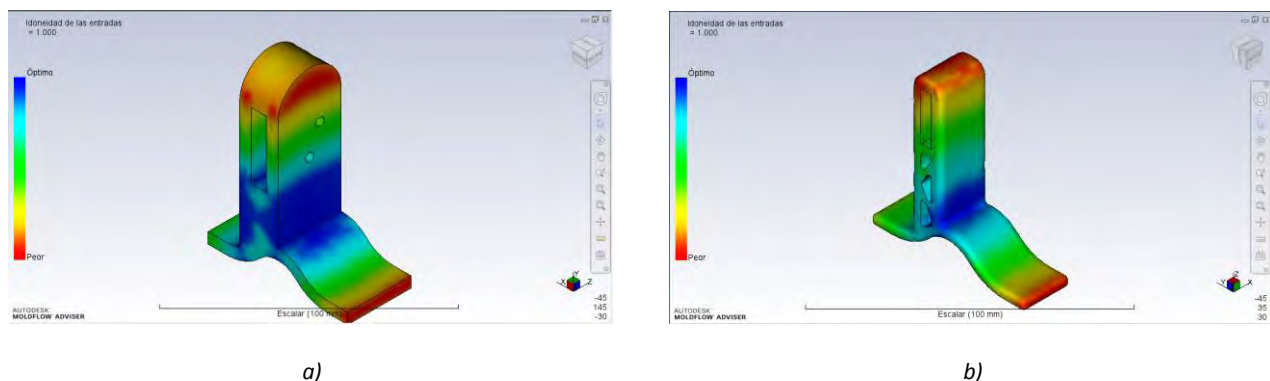 Idoneidad de las entradas
= 1.000
Óptimo
Peor
Y
X
Z
-45
145
-30
AUTODESK
MOLDFLOW ADVISER
Escalar (100 mm)
a)
Idoneidad de las entradas
= 1.000
Óptimo
Peor
Z
Y
X
-45
35
30
AUTODESK
MOLDFLOW ADVISER
Escalar (100 mm)
b)